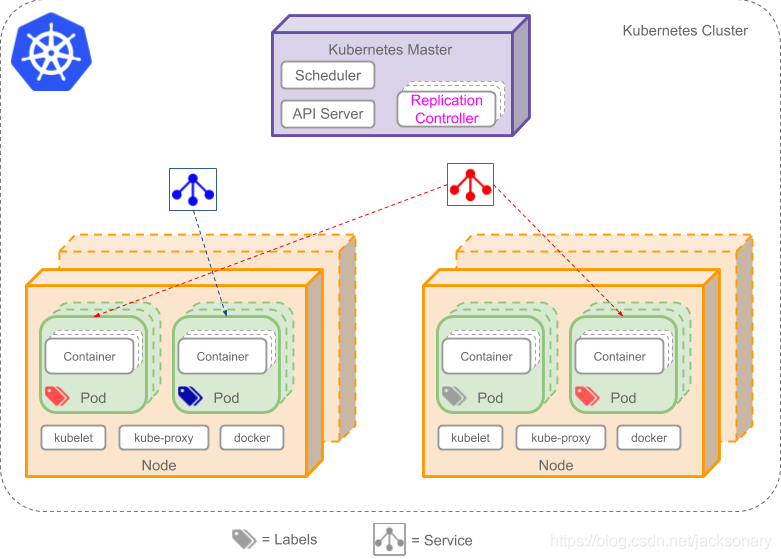 Kubernetes Cluster
Kubernetes Master
Scheduler
API Server
Replication
Controller
Container
Pod
Container
Pod
kubelet
kube-proxy
docker
Node
Container
Pod
Container
Pod
kubelet
kube-proxy
docker
Node
= Labels
= Service
https://blog.csdn.net/jacksonary